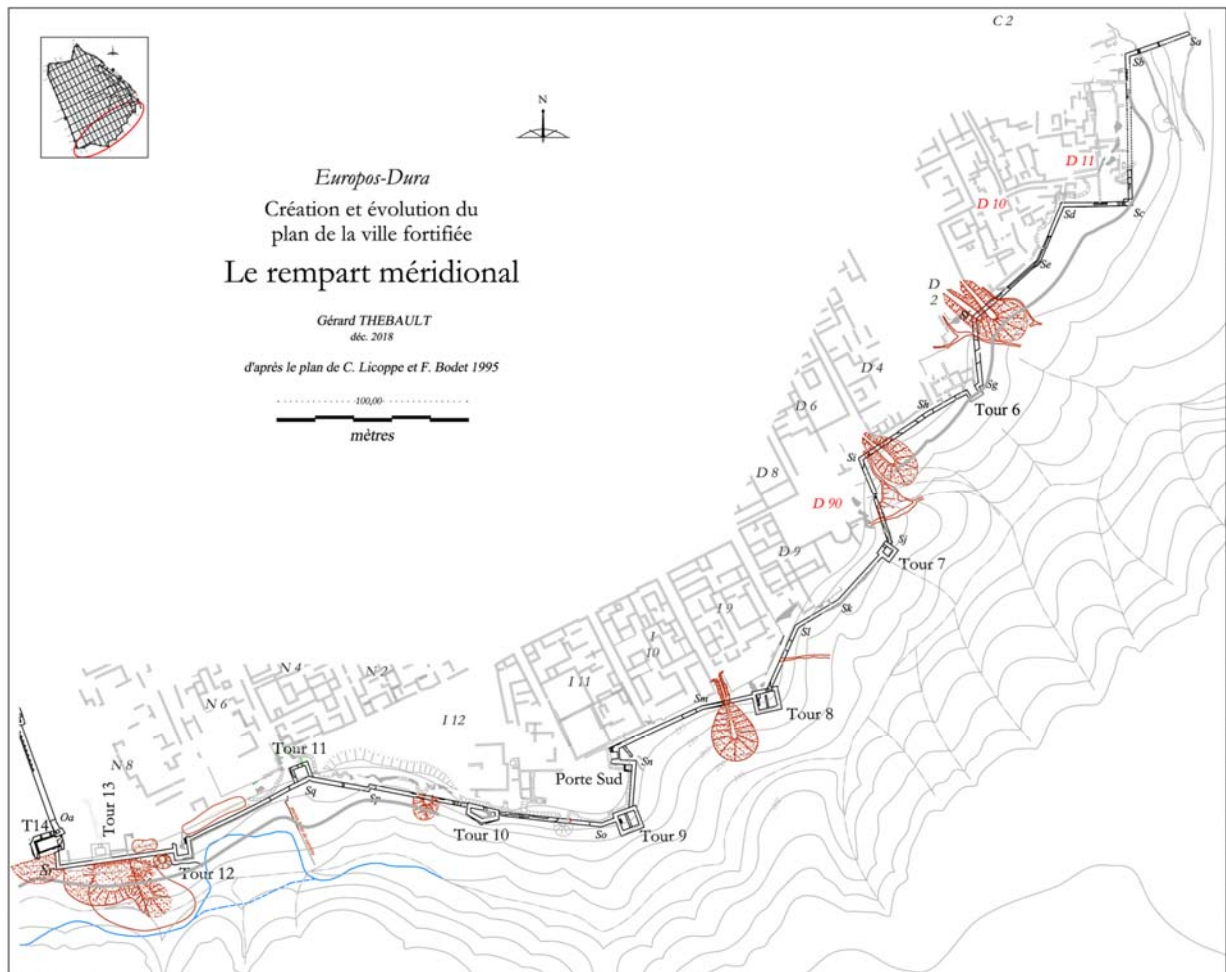 C 2
Sa
Sb
N
Europos-Dura
Création et évolution du
plan de la ville fortifiée
Le rempart méridional
Gérard THEBAULT
déc. 2018
d'après le plan de C. Licoppe et F. Bodet 1995
100,00
mètres
D 11
D 10
Sd
Sc
Se
D
2
Sf
D 4
Sg
Tour 6
D 6
Sh
Si
D 8
D 90
Sj
D 9
Tour 7
Sk
I 9
Sl
I
10
I 11
Sm
Tour 8
N 4
N 2
N 6
I 12
Tour 11
Sn
Porte Sud
N 8
Sq
Sp
Tour 13
Oa
T14
Tour 10
So
Tour 9
Sr
Tour 12